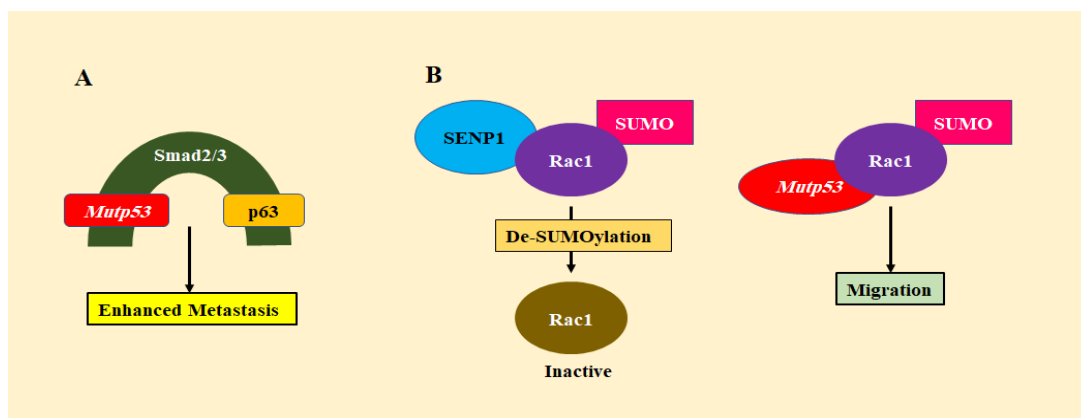 A
Smad2/3
Mutp53
p63
Enhanced Metastasis
B
SENP1
SUMO
Rac1
De-SUMOylation
Rac1
Inactive
SUMO
Rac1
Mutp53
Migration